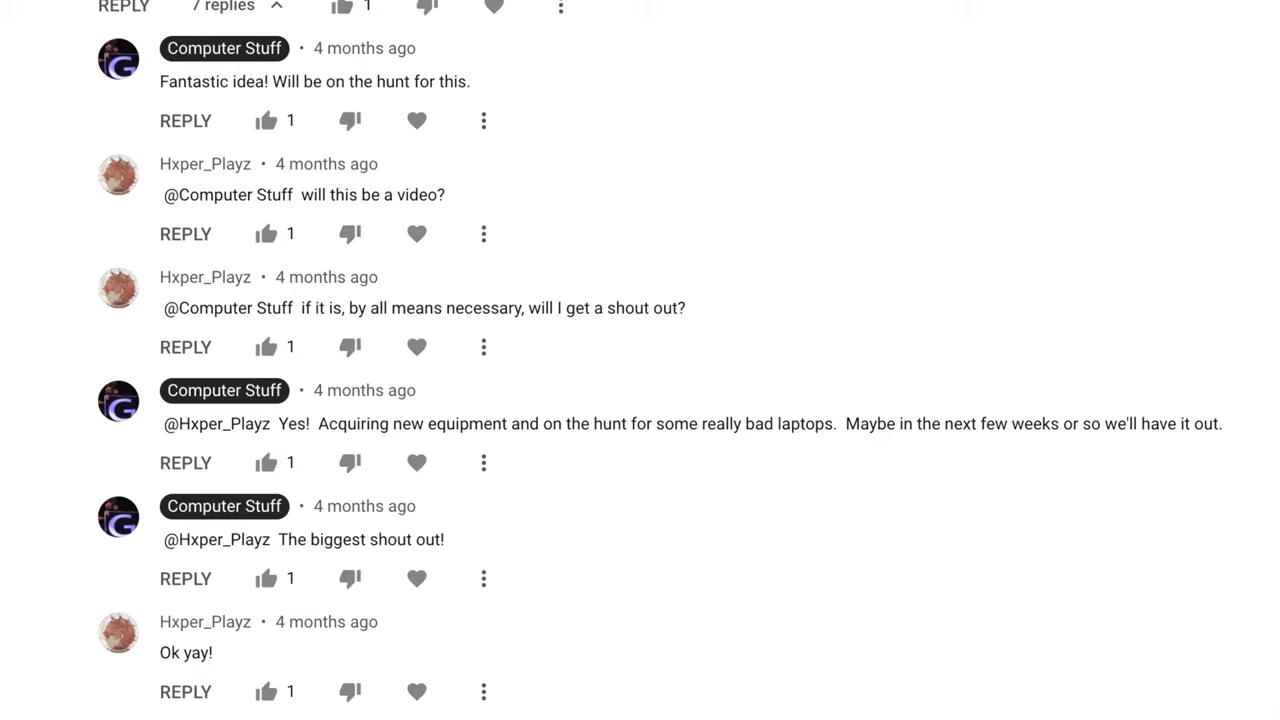 REPLY 7 replies 1
Computer Stuff • 4 months ago
Fantastic idea! Will be on the hunt for this.
REPLY 1
Hxper_Playz • 4 months ago
@Computer Stuff will this be a video?
REPLY 1
Hxper_Playz • 4 months ago
@Computer Stuff if it is, by all means necessary, will I get a shout out?
REPLY 1
Computer Stuff • 4 months ago
@Hxper_Playz Yes! Acquiring new equipment and on the hunt for some really bad laptops. Maybe in the next few weeks or so we'll have it out.
REPLY 1
Computer Stuff • 4 months ago
@Hxper_Playz The biggest shout out!
REPLY 1
Hxper_Playz • 4 months ago
Ok yay!
REPLY 1